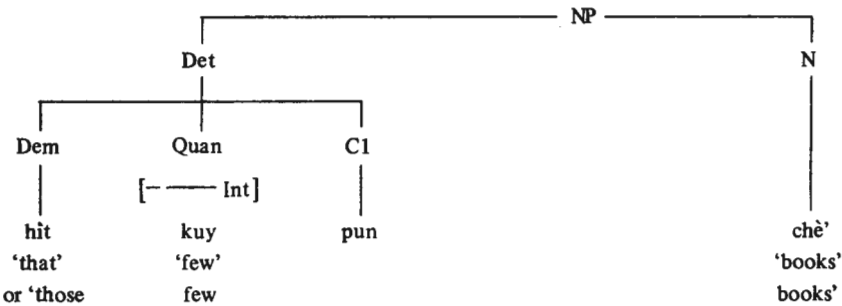 NP
Det N
Dem Quan C1
[- —— Int]
hit kuy pun chè’
‘that’ ‘few’ ‘books’
or ‘those few books’